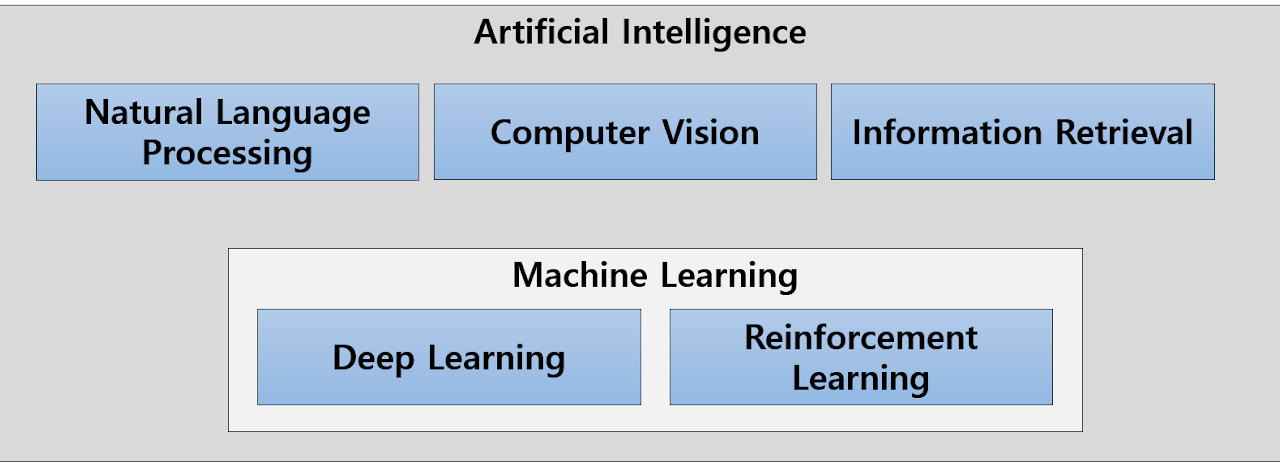 Artificial Intelligence
Natural Language
Processing
Computer Vision
Information Retrieval
Machine Learning
Deep Learning
Reinforcement
Learning